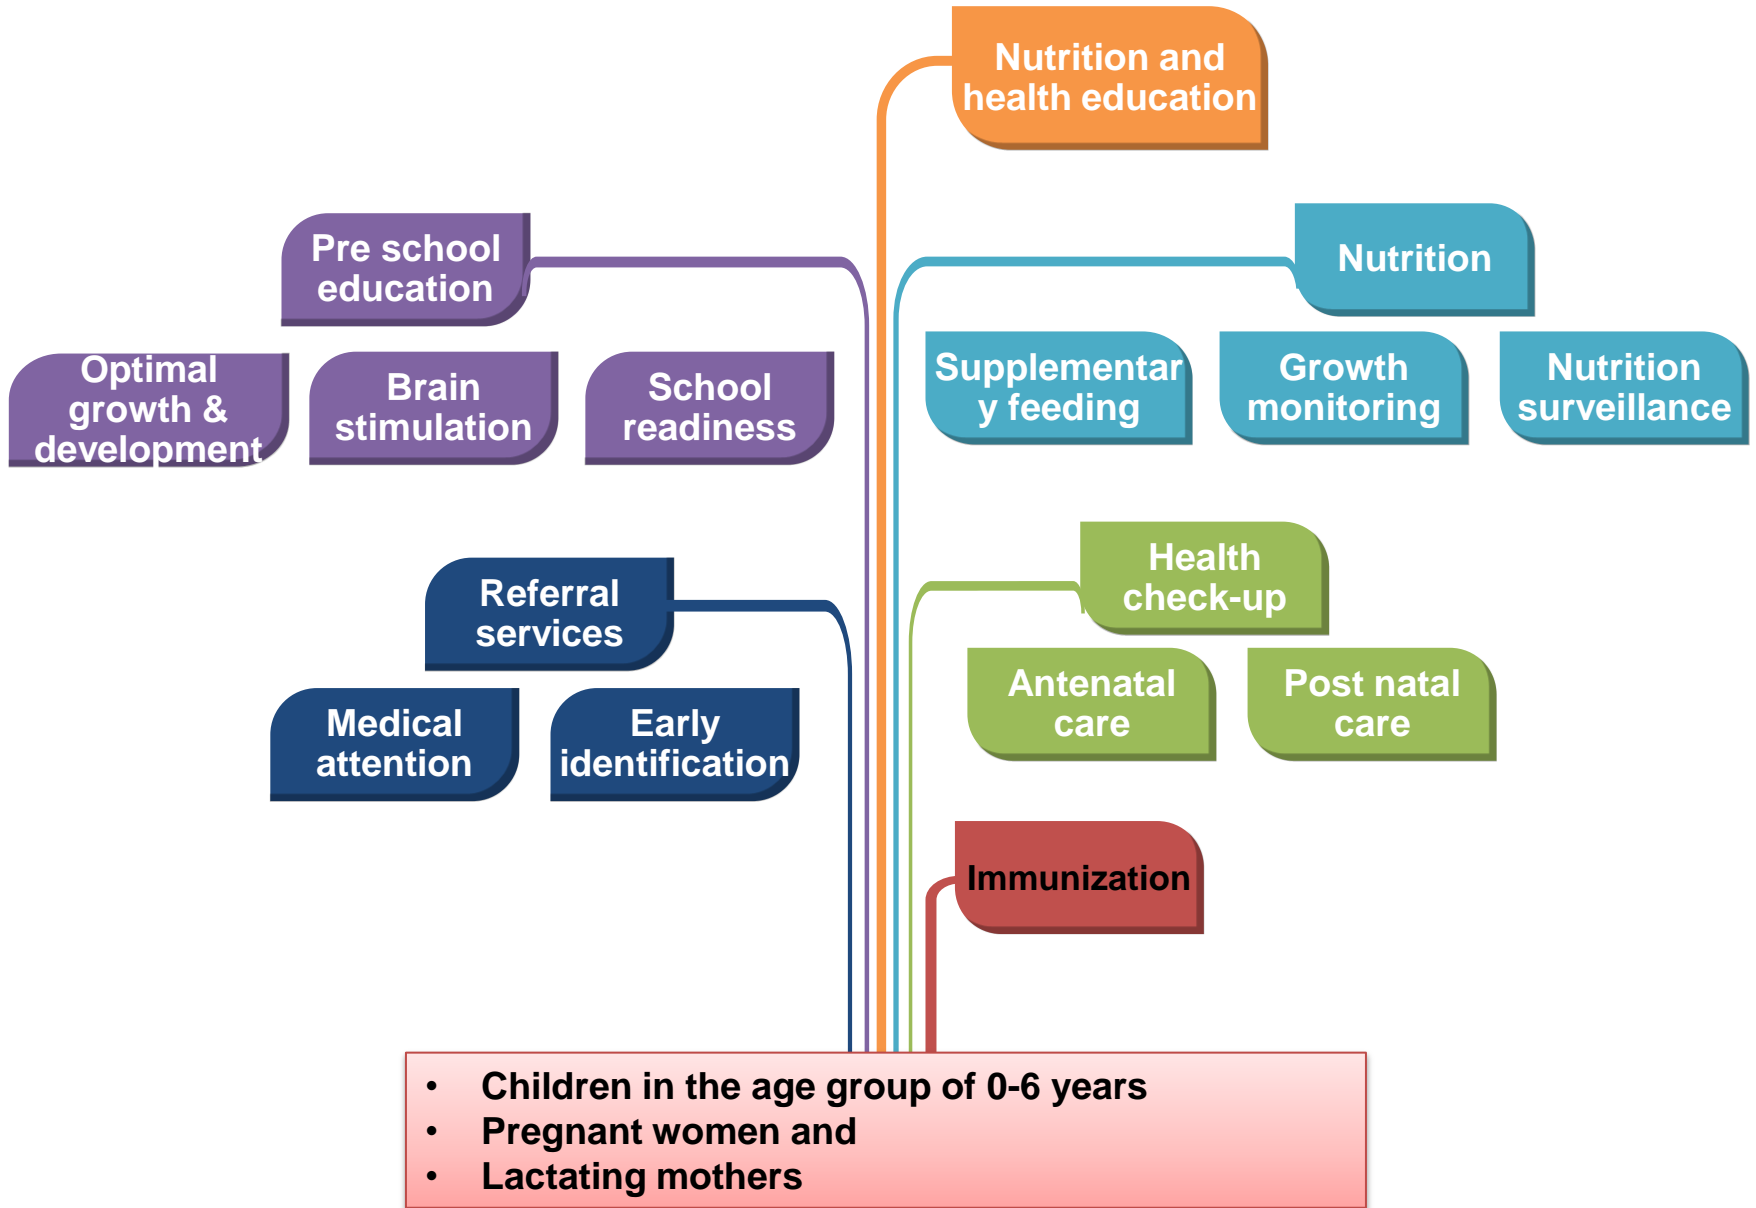 Nutrition and
health education
Pre school
education
Nutrition
Optimal
growth &
development
Brain
stimulation
School
readiness
Supplementar
y feeding
Growth
monitoring
Nutrition
surveillance
Referral
services
Health
check-up
Medical
attention
Early
identification
Antenatal
care
Post natal
care
Immunization
• Children in the age group of 0-6 years
• Pregnant women and
• Lactating mothers